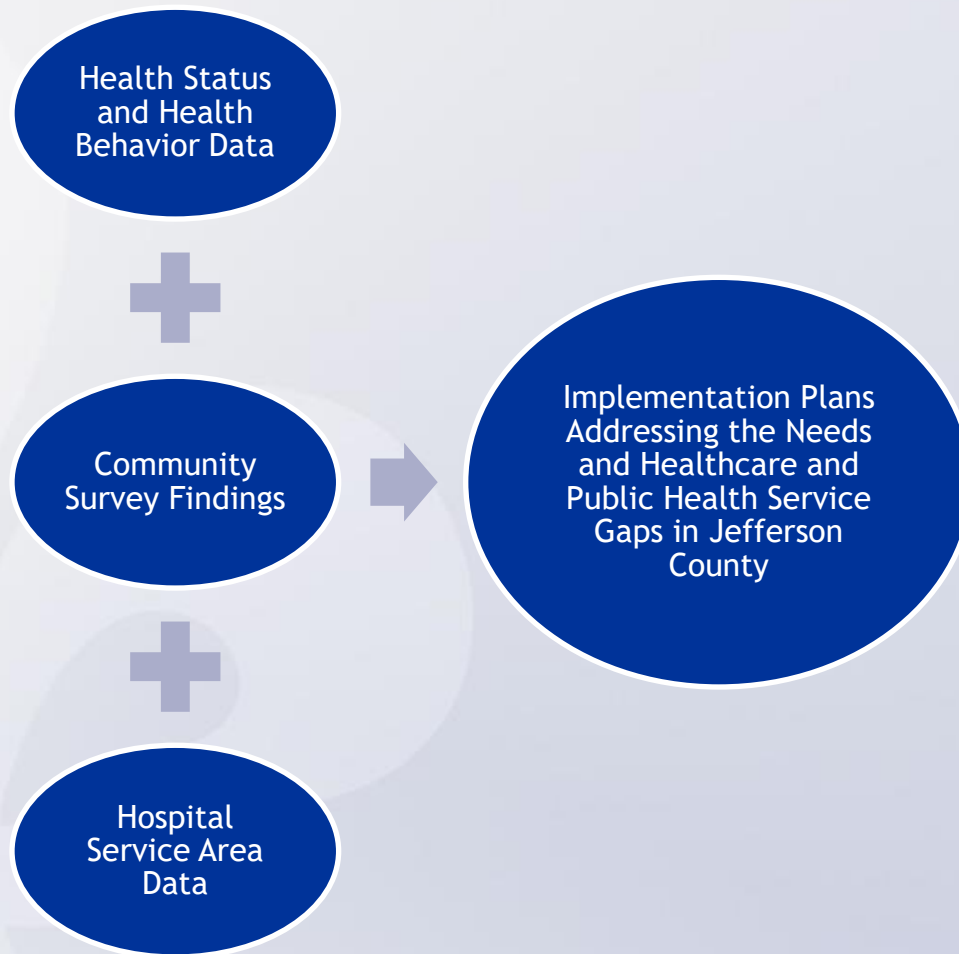 Health Status
and Health
Behavior Data
Community
Survey Findings
Hospital
Service Area
Data
Implementation Plans
Addressing the Needs
and Healthcare and
Public Health Service
Gaps in Jefferson
County